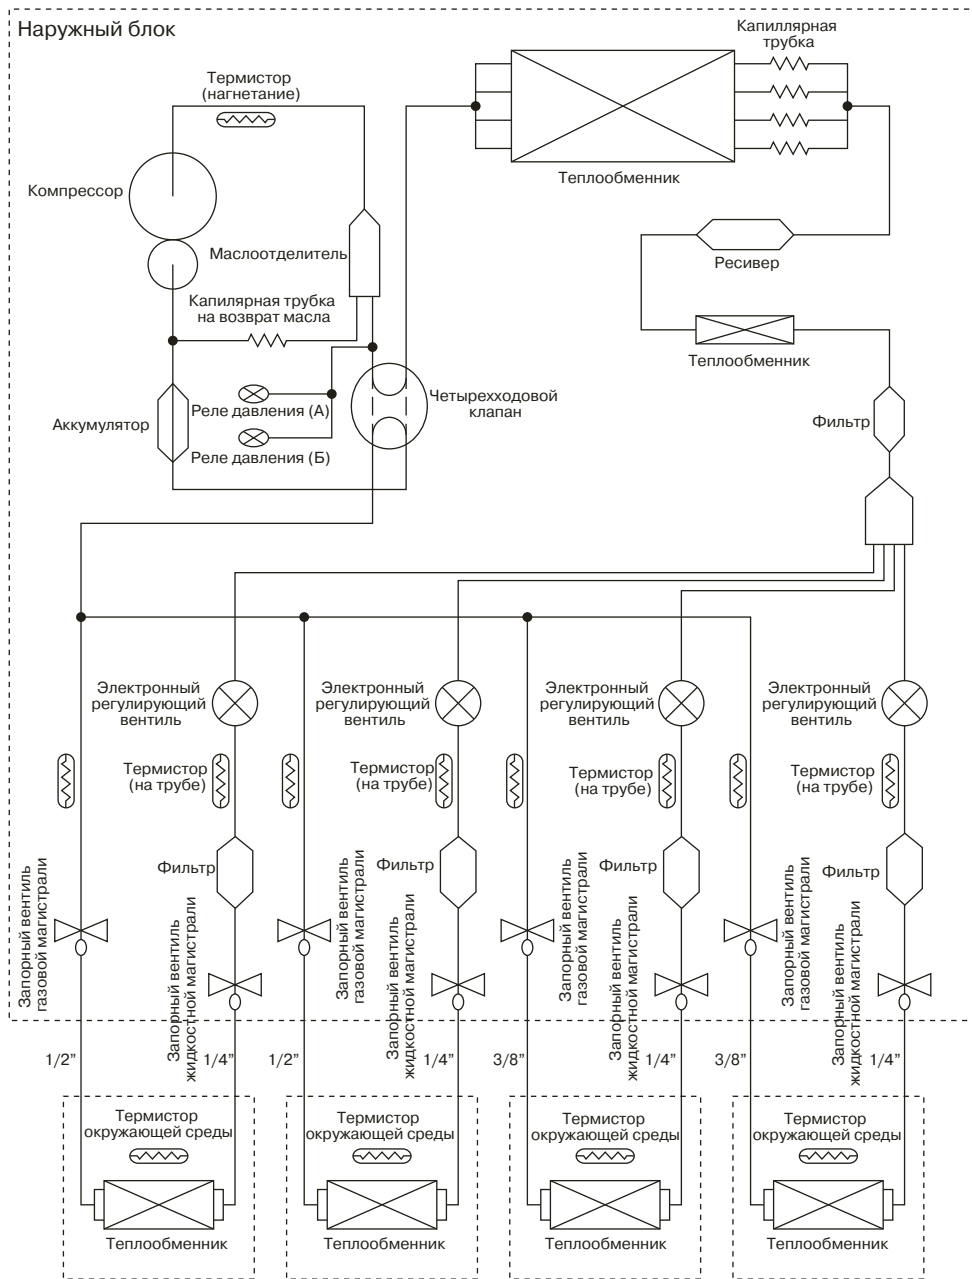 Наружный блок
Капиллярная
трубка
Термистор
(нагнетание)
Теплообменник
Компрессор
Маслоотделитель
Ресивер
Капилярная трубка
на возврат масла
Теплообменник
Четырехходовой
клапан
Реле давления (А)
Аккумулятор
Фильтр
Реле давления (Б)
Электронный
регулирующий
вентиль
Электронный
регулирующий
вентиль
Электронный
регулирующий
вентиль
Электронный
регулирующий
вентиль
Термистор
(на трубе)
Термистор
(на трубе)
Термистор
(на трубе)
Термистор
(на трубе)
Фильтр
Фильтр
Фильтр
Фильтр
Запорный вентиль
газовой магистрали
Запорный вентиль
жидкостной магистрали
Запорный вентиль
газовой магистрали
Запорный вентиль
жидкостной магистрали
Запорный вентиль
газовой магистрали
Запорный вентиль
жидкостной магистрали
Запорный вентиль
газовой магистрали
Запорный вентиль
жидкостной магистрали
1/2” 1/4” 1/2” 1/4” 3/8” 1/4” 3/8” 1/4”
Термистор
окружающей среды
Термистор
окружающей среды
Термистор
окружающей среды
Термистор
окружающей среды
Теплообменник
Теплообменник
Теплообменник
Теплообменник